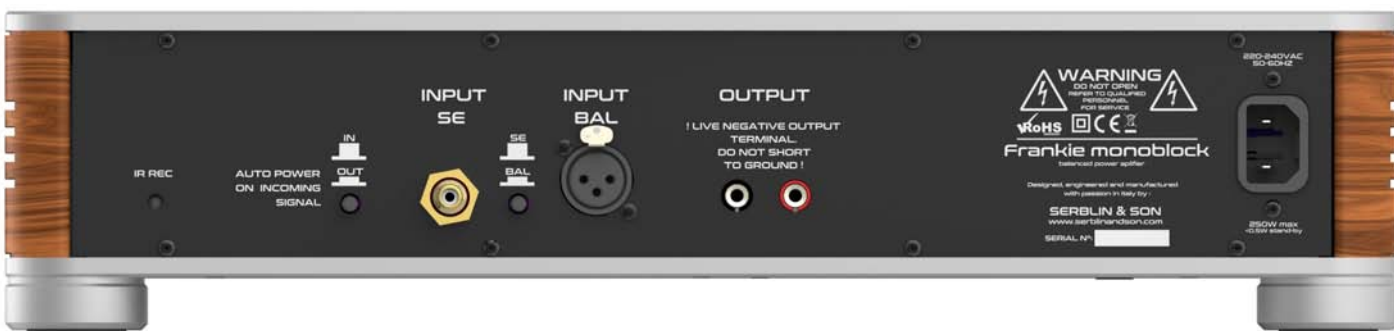 IR REC
AUTO POWER
ON INCOMING
SIGNAL
IN
OUT
INPUT
SE
SE
BAL
INPUT
BAL
OUTPUT
! LIVE NEGATIVE OUTPUT
TERMINAL.
DO NOT SHORT
TO GROUND !
WARNING
DO NOT OPEN
REFER TO QUALIFIED
PERSONNEL
FOR SERVICE
RoHS CE
Frankie monoblock
balanced power aplifier
Designed, engineered and manufactured
with passion in Italy by :
SERBLIN & SON
www.serblinandson.com
SERIAL N°:
220-240VAC
50-60HZ
250W max
<0.5W stand-by